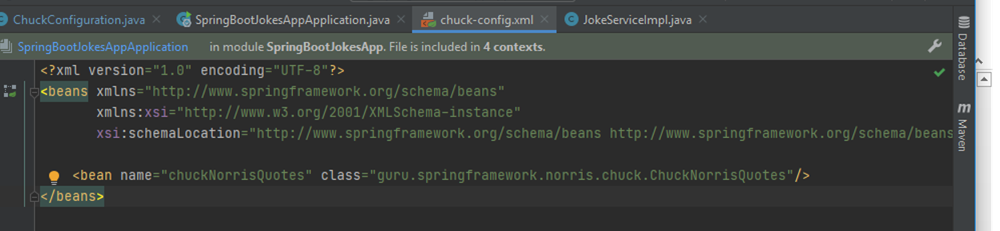 ChuckConfiguration.java SpringBootJokesAppApplication.java chuck-config.xml JokeServiceImpl.java
SpringBootJokesAppApplication in module SpringBootJokesApp. File is included in 4 contexts.
<?xml version="1.0" encoding="UTF-8"?>
<beans xmlns="http://www.springframework.org/schema/beans"
xmlns:xsi="http://www.w3.org/2001/XMLSchema-instance"
xsi:schemaLocation="http://www.springframework.org/schema/beans http://www.springframework.org/schema/beans
<bean name="chuckNorrisQuotes" class="guru.springframework.norris.chuck.ChuckNorrisQuotes"/>
</beans>
Database
m Maven